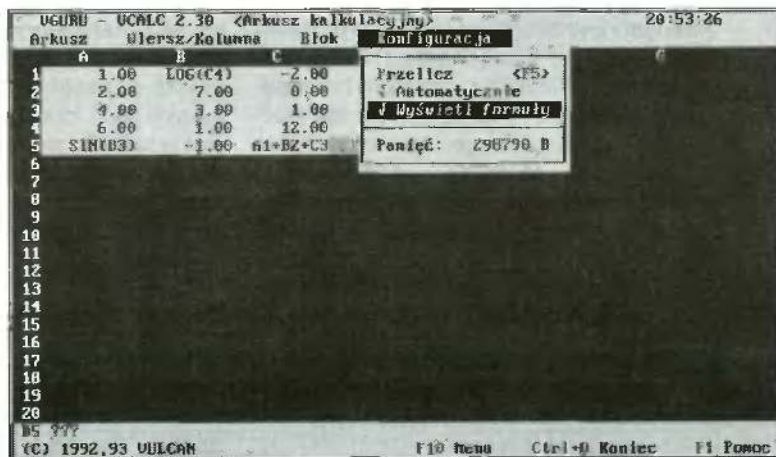 VGURU - VCALC 2.30 <Arkusz kalkulacyjny> 20:53:26
Arkusz Wiersz/Kolumna Blok Konfiguracja
A B C G
1 1.00 LOG(C4) -2.00
2 2.00 7.00 0.00
3 4.00 3.00 1.00
4 6.00 1.00 12.00
5 SIN(B3) -1.00 A1+B2+C3
6
7
8
9
10
11
12
13
14
15
16
17
18
19
20
Przelicz <F5>
√ Automatycznie
√ Wyświetl formuły
Pamięć: 298790 B
B5 ???
(C) 1992,93 VULCAN F10 Menu Ctrl+Q Koniec F1 Pomoc